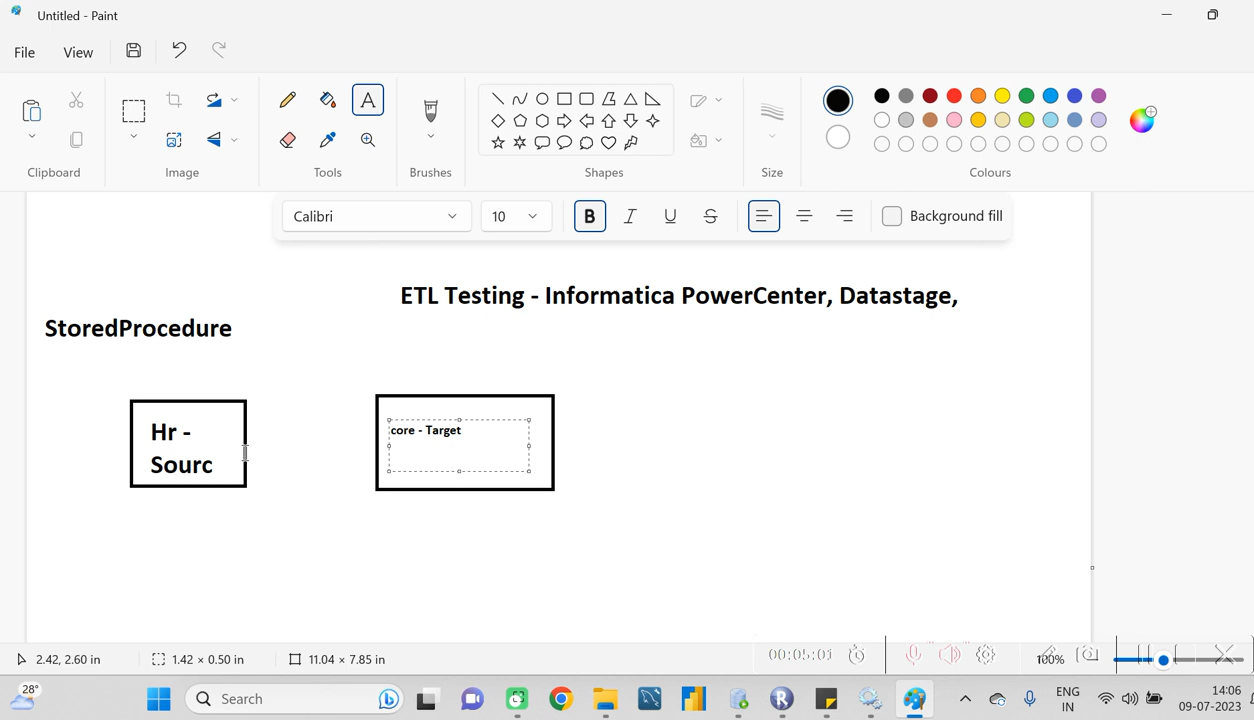 Untitled - Paint
File View
Clipboard Image Tools Brushes Shapes Size Colours
Calibri 10 B I U S Background fill
ETL Testing - Informatica PowerCenter, Datastage,
StoredProcedure
Hr -
Sourc
core - Target
2.42, 2.60 in 1.42 × 0.50 in 11.04 × 7.85 in 00:05:01 100%
28° Search ENG 14:06
IN 09-07-2023